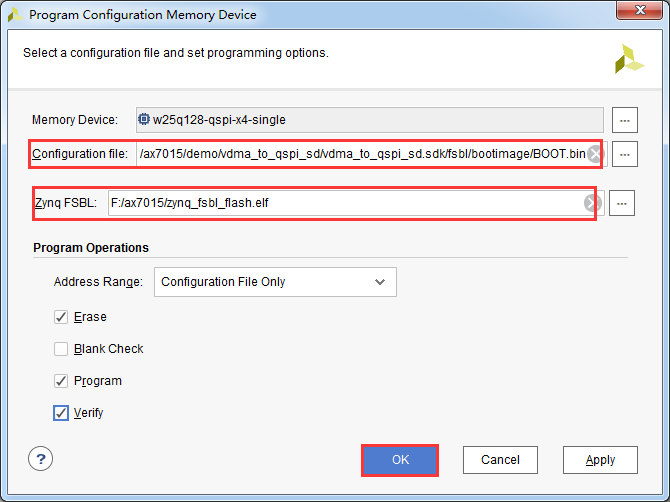 Program Configuration Memory Device
Select a configuration file and set programming options.
Memory Device: w25q128-qspi-x4-single ...
Configuration file: /ax7015/demo/vdma_to_qspi_sd/vdma_to_qspi_sd.sdk/fsbl/bootimage/BOOT.bin ...
Zynq FSBL: F:/ax7015/zynq_fsbl_flash.elf ...
Program Operations
Address Range: Configuration File Only
Erase
Blank Check
Program
Verify
? OK Cancel Apply